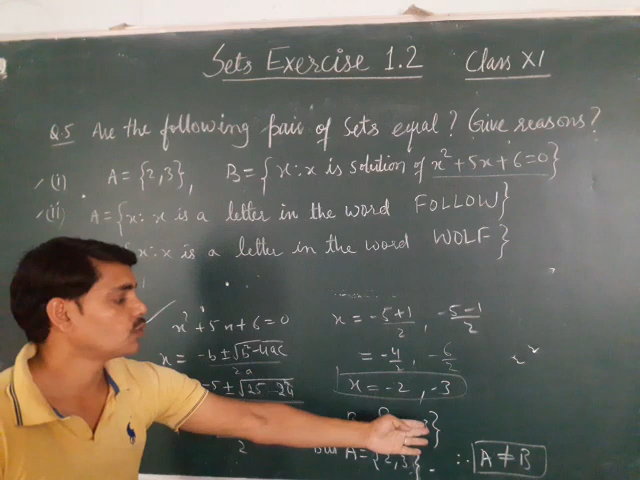 Sets Exercise 1.2 Class XI
Q.5 Are the following pair of sets equal? Give reasons?
(i) A = {2,3}, B = {x: x is solution of x²+5x+6=0}
(ii) A = {x: x is a letter in the word FOLLOW}
x: x is a letter in the word WOLF}
x²+5x+6=0
x = -b±√b²-4ac / 2a
-5±√25-24
2
x = -5+1/2, -5-1/2
= -4/2, -6/2
x = -2, -3
But A = {2,3}. ∴ A ≠ B